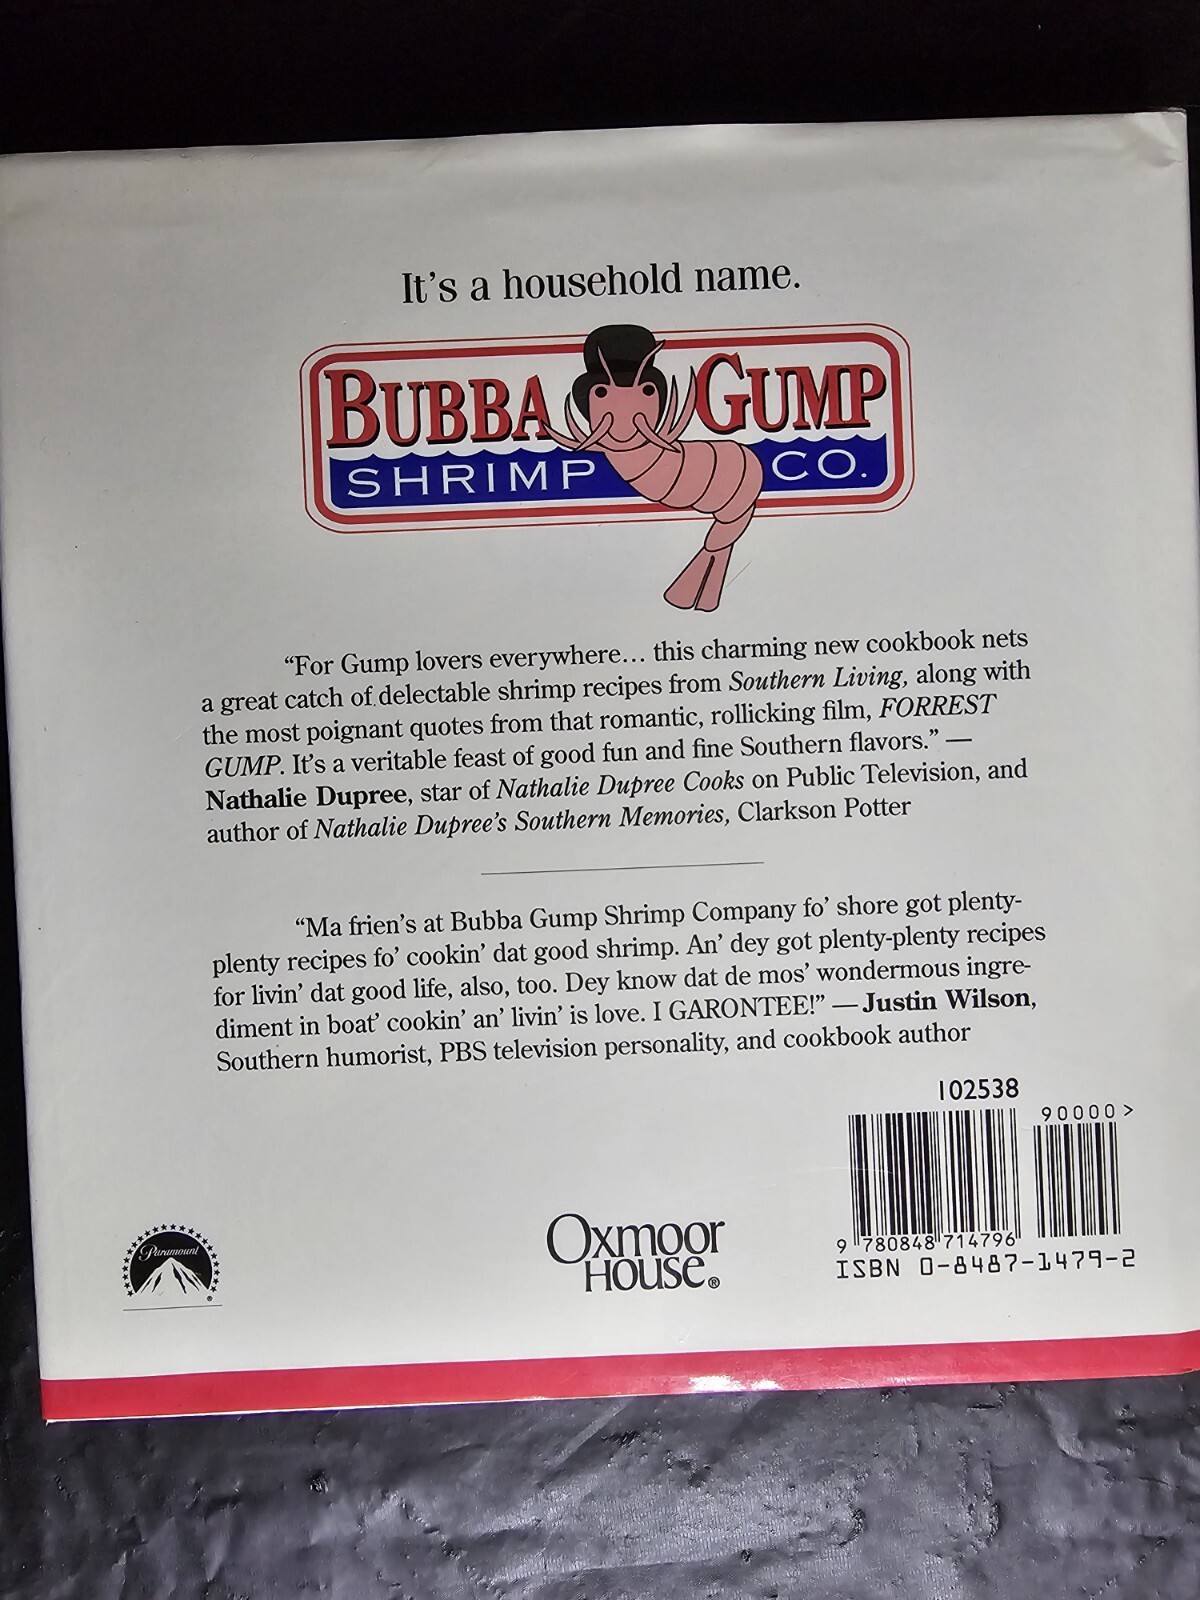 It's a household name.
BUBBA GUMP
SHRIMP CO.
“For Gump lovers everywhere… this charming new cookbook nets
a great catch of delectable shrimp recipes from Southern Living, along with
the most poignant quotes from that romantic, rollicking film, FORREST
GUMP. It's a veritable feast of good fun and fine Southern flavors.” —
Nathalie Dupree, star of Nathalie Dupree Cooks on Public Television, and
author of Nathalie Dupree's Southern Memories, Clarkson Potter
“Ma frien's at Bubba Gump Shrimp Company fo' shore got plenty-
plenty recipes fo' cookin' dat good shrimp. An' dey got plenty-plenty recipes
for livin' dat good life, also, too. Dey know dat de mos' wondermous ingre-
diment in boat' cookin' an' livin' is love. I GARONTEE!” — Justin Wilson,
Southern humorist, PBS television personality, and cookbook author
102538
90000>
9 780848 714796
ISBN 0-8487-1479-2
Paramount
®
Oxmoor
House®